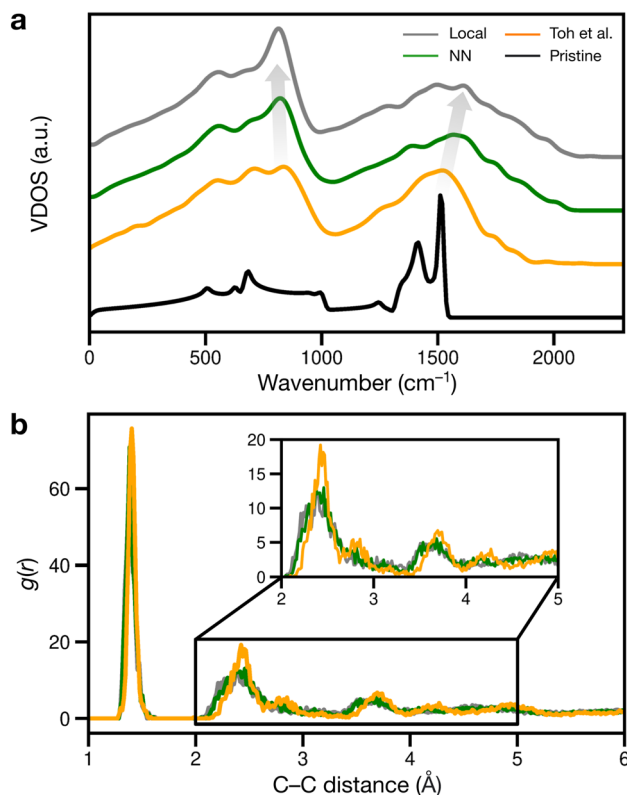 a
Local
NN
Toh et al.
Pristine
VDOS (a.u.)
0
500
1000
1500
2000
Wavenumber (cm⁻¹)
b
20
15
10
5
0
2
3
4
5
60
40
20
0
g(r)
1
2
3
4
5
6
C–C distance (Å)